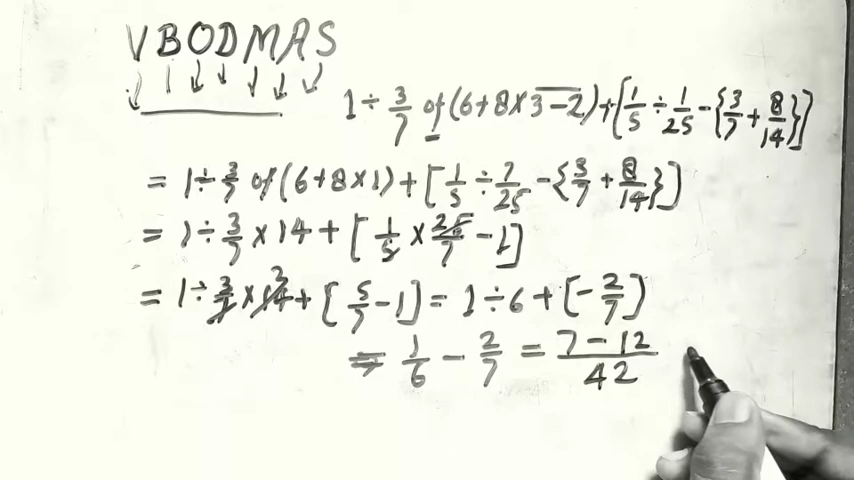 VBODMAS
1 ÷ 3/7 of (6+8×3̅-̅2̅) + [1/5 ÷ 1/25 - {3/7 + 8/14}]
= 1 ÷ 3/7 of (6+8×1) + [1/5 ÷ 7/25 - {3/7 + 8/14}]
= 1 ÷ 3/7 × 14 + [1/5 × 25/7 - 1]
= 1 ÷ 3/7 × 14 2 + [5/7 - 1] = 1 ÷ 6 + [-2/7]
= 1/6 - 2/7 = 7-12/42